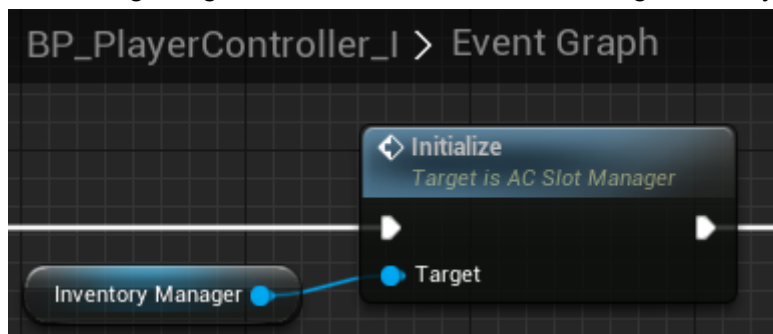 BP_PlayerController_I > Event Graph
Initialize
Target is AC Slot Manager
Target
Inventory Manager